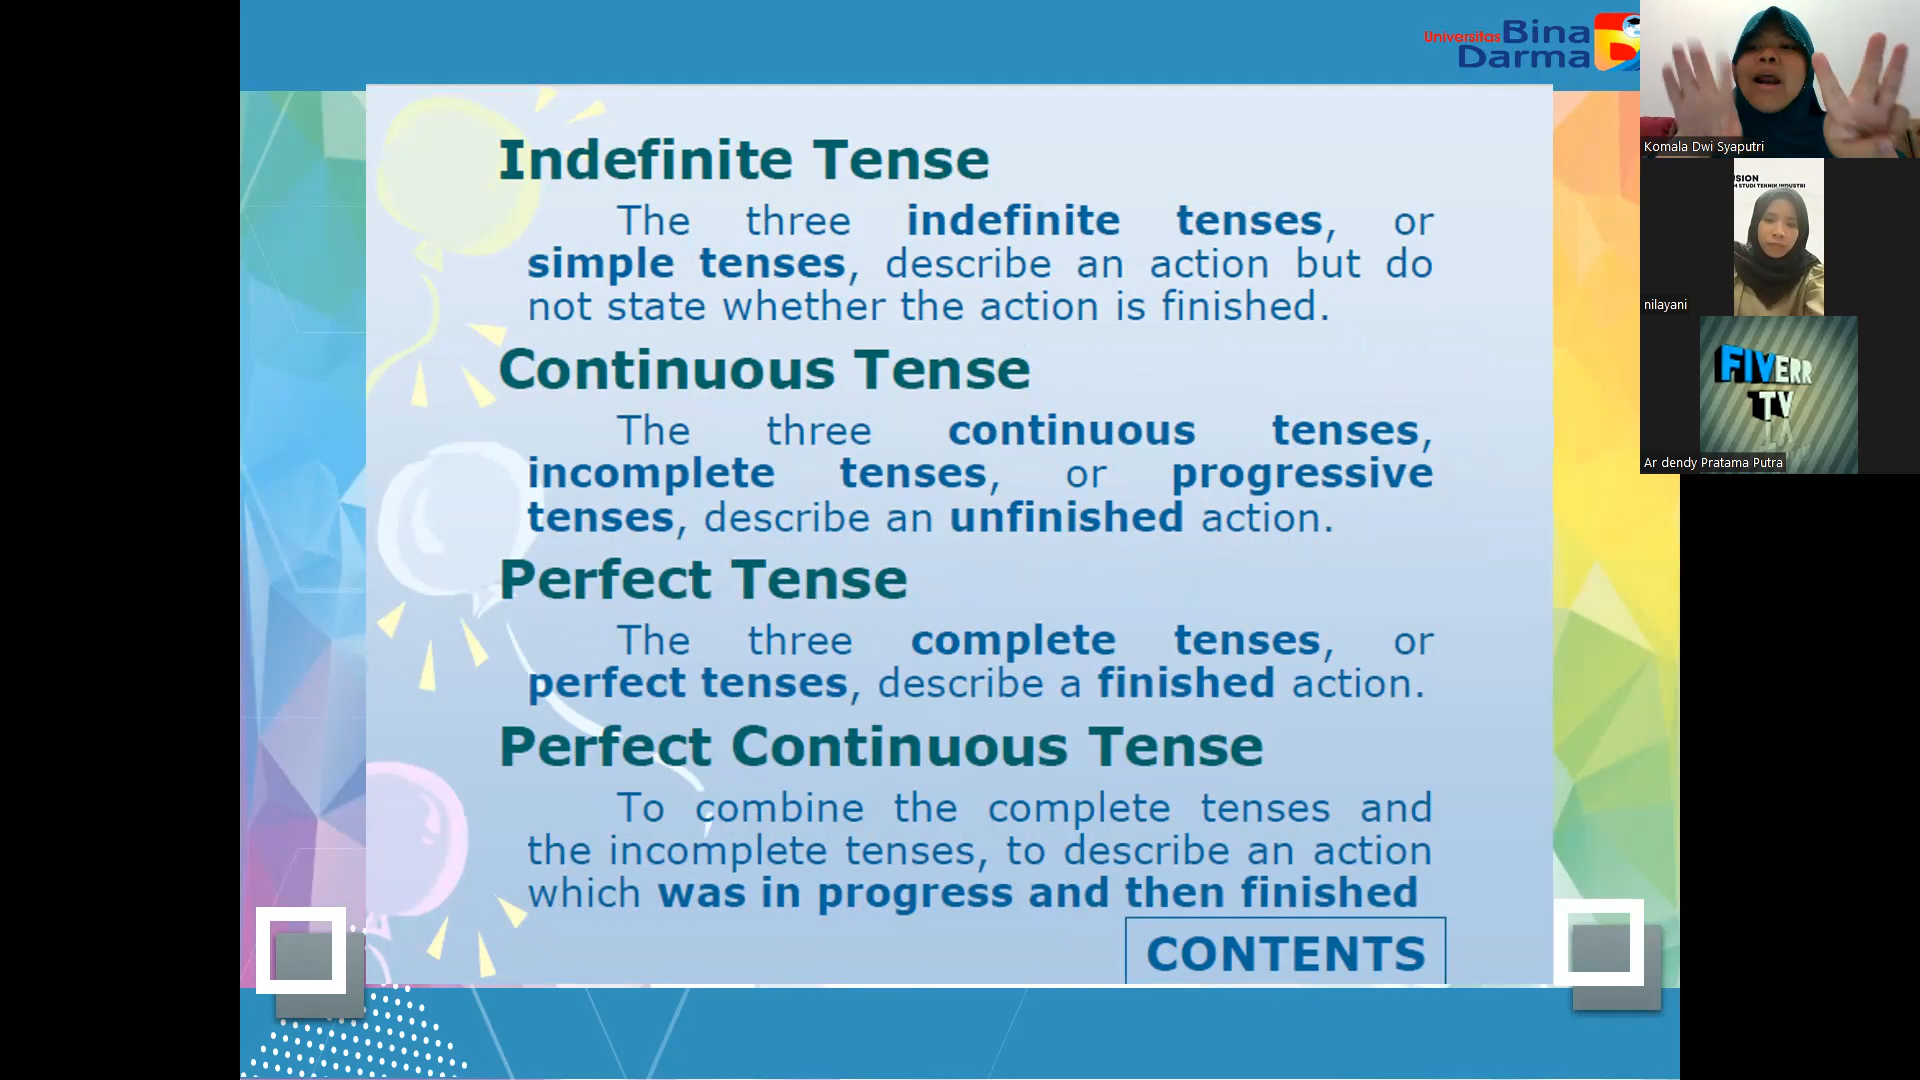 Universitas Bina
Darma
Indefinite Tense
The three indefinite tenses, or
simple tenses, describe an action but do
not state whether the action is finished.
Continuous Tense
The three continuous tenses,
incomplete tenses, or progressive
tenses, describe an unfinished action.
Perfect Tense
The three complete tenses, or
perfect tenses, describe a finished action.
Perfect Continuous Tense
To combine the complete tenses and
the incomplete tenses, to describe an action
which was in progress and then finished
CONTENTS
Komala Dwi Syaputri
STUDI TEKNIK INDUSTRI
nilayani
FIVERR
TV
Ar dendy Pratama Putra